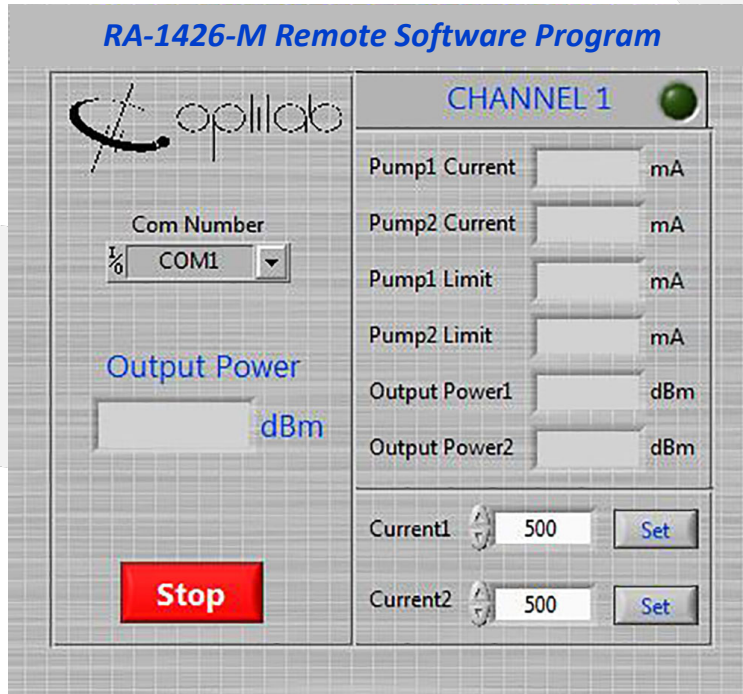 RA-1426-M Remote Software Program
oplilab
Com Number
I/O COM1
Output Power
dBm
Stop
CHANNEL 1
Pump1 Current mA
Pump2 Current mA
Pump1 Limit mA
Pump2 Limit mA
Output Power1 dBm
Output Power2 dBm
Current1 500 Set
Current2 500 Set